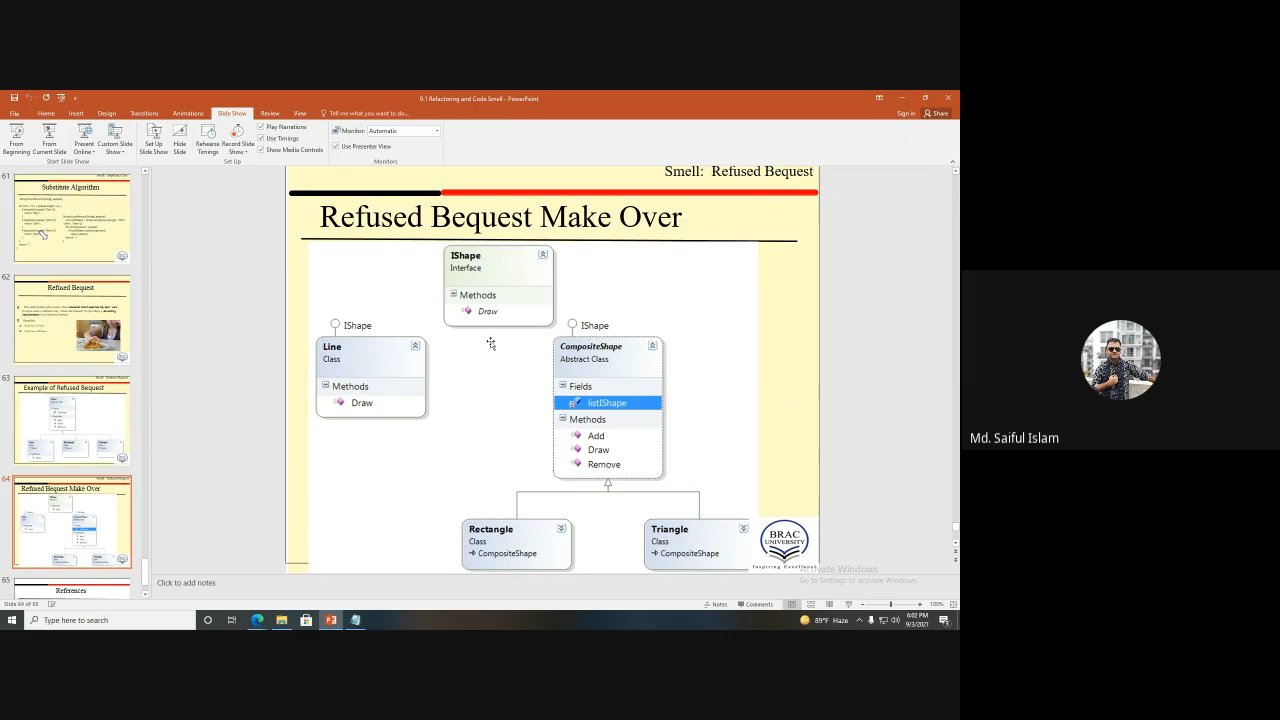 9.1 Refactoring and Code Smell - PowerPoint
File Home Insert Design Transitions Animations Slide Show Review View Tell me what you want to do... Sign in Share
From Beginning
From Current Slide
Present Online
Custom Slide Show
Start Slide Show
Set Up Slide Show
Hide Slide
Rehearse Timings
Record Slide Show
Play Narrations
Use Timings
Show Media Controls
Set Up
Monitor: Automatic
Use Presenter View
Monitors
61
Substitute Algorithm
62
Refused Bequest
63
Example of Refused Bequest
64
Refused Bequest Make Over
65
References
Smell: Refused Bequest
Refused Bequest Make Over
IShape
Interface
Methods
Draw
IShape
Line
Class
Methods
Draw
IShape
CompositeShape
Abstract Class
Fields
listIShape
Methods
Add
Draw
Remove
Rectangle
Class
CompositeShape
Triangle
Class
CompositeShape
BRAC
UNIVERSITY
Inspiring Excellence
Activate Windows
Go to Settings to activate Windows.
Click to add notes
Slide 64 of 65
Notes Comments 100%
Type here to search
89°F Haze
6:02 PM
9/3/2021
Md. Saiful Islam